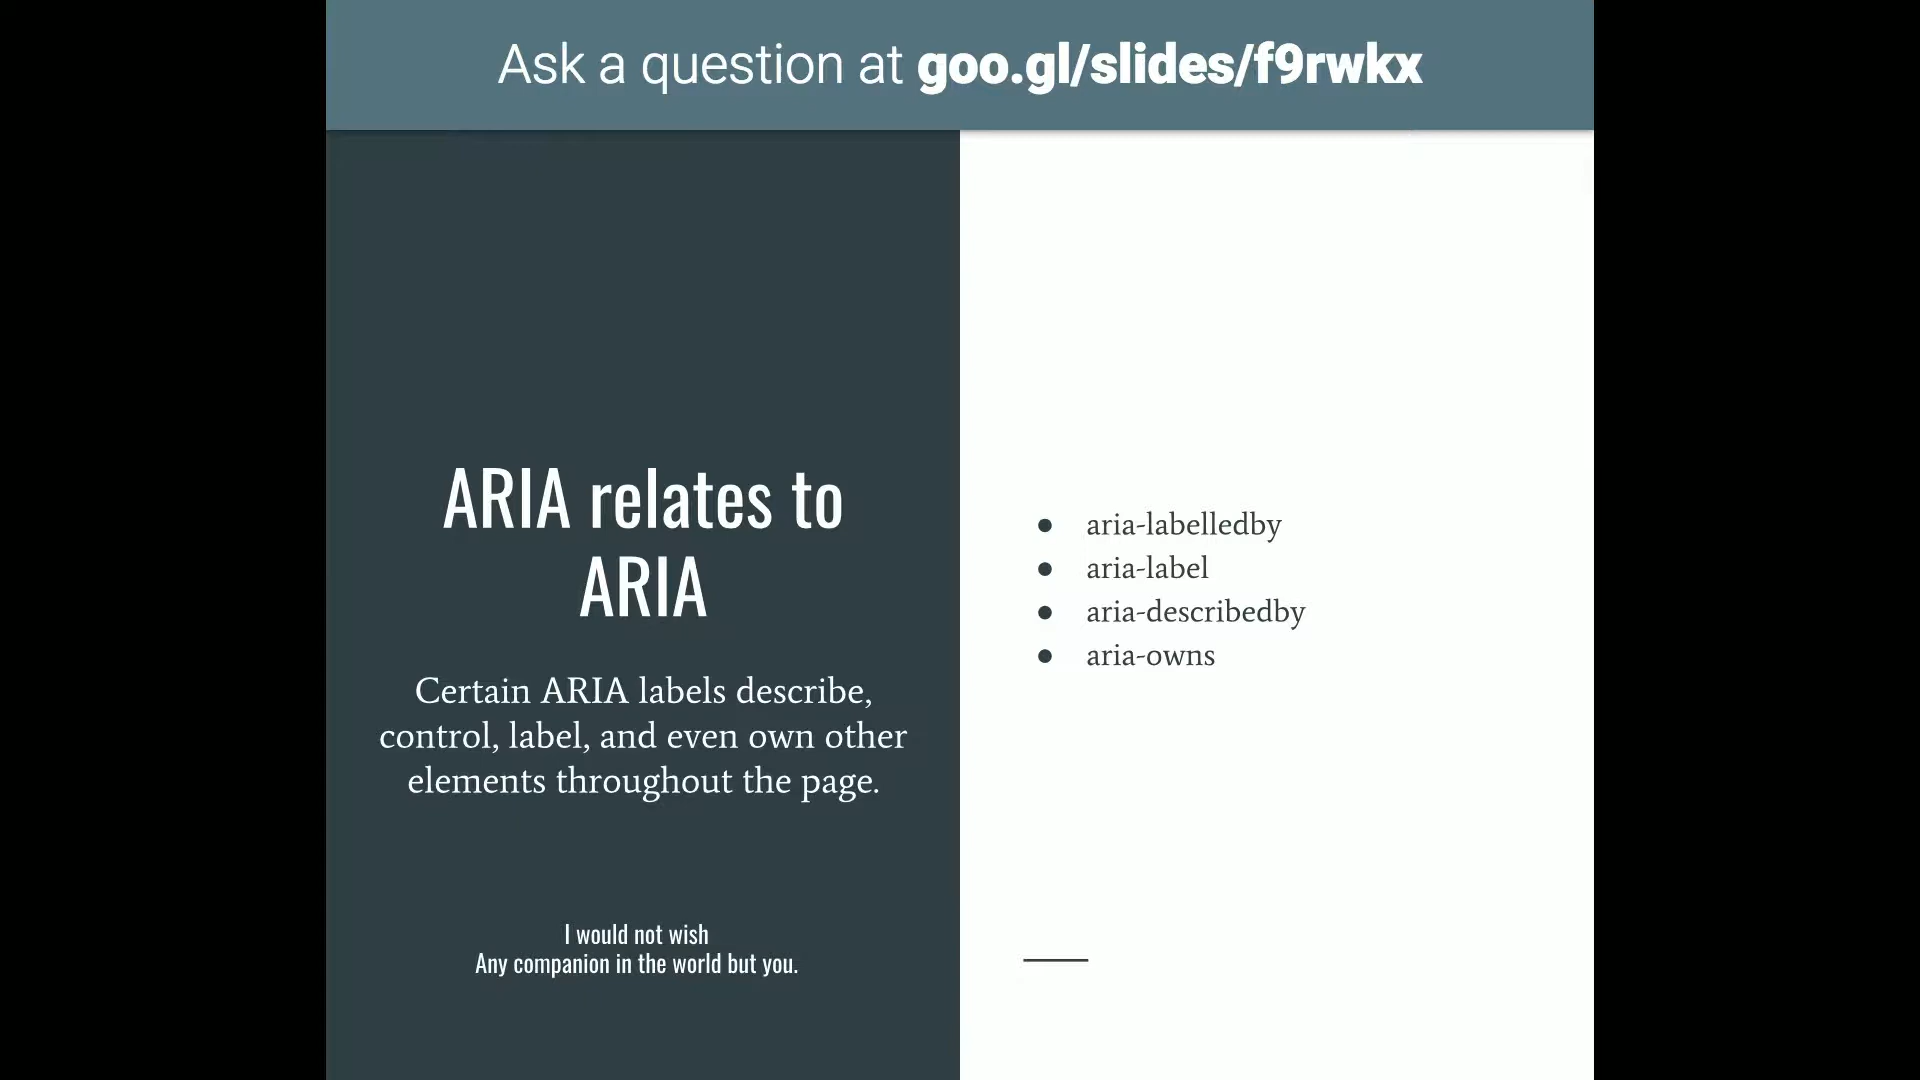 Ask a question at goo.gl/slides/f9rwkx
ARIA relates to
ARIA
Certain ARIA labels describe,
control, label, and even own other
elements throughout the page.
I would not wish
Any companion in the world but you.
● aria-labelledby
● aria-label
● aria-describedby
● aria-owns